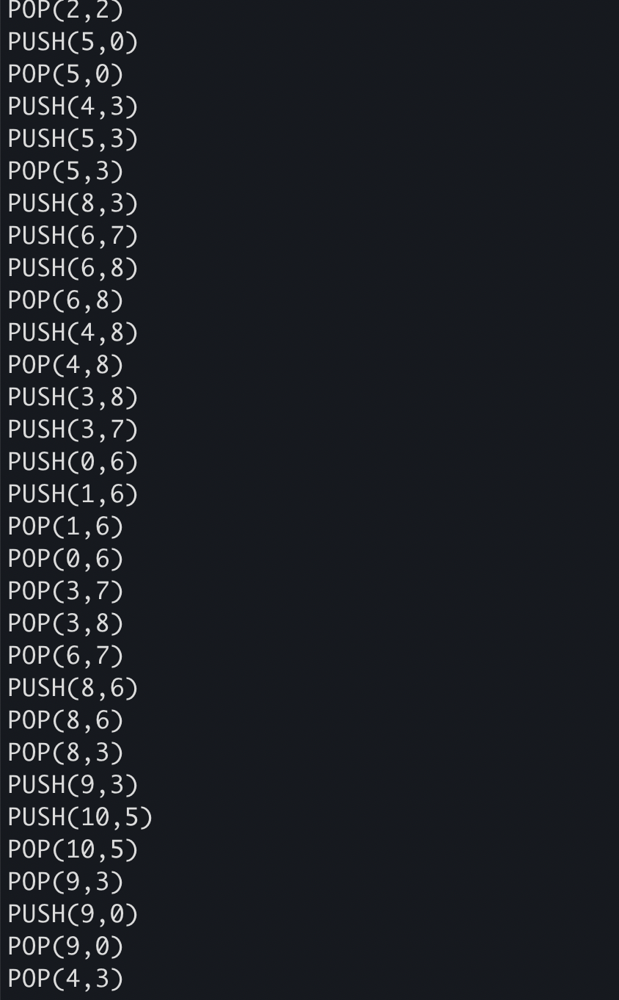 POP(2,2)
PUSH(5,0)
POP(5,0)
PUSH(4,3)
PUSH(5,3)
POP(5,3)
PUSH(8,3)
PUSH(6,7)
PUSH(6,8)
POP(6,8)
PUSH(4,8)
POP(4,8)
PUSH(3,8)
PUSH(3,7)
PUSH(0,6)
PUSH(1,6)
POP(1,6)
POP(0,6)
POP(3,7)
POP(3,8)
POP(6,7)
PUSH(8,6)
POP(8,6)
POP(8,3)
PUSH(9,3)
PUSH(10,5)
POP(10,5)
POP(9,3)
PUSH(9,0)
POP(9,0)
POP(4,3)